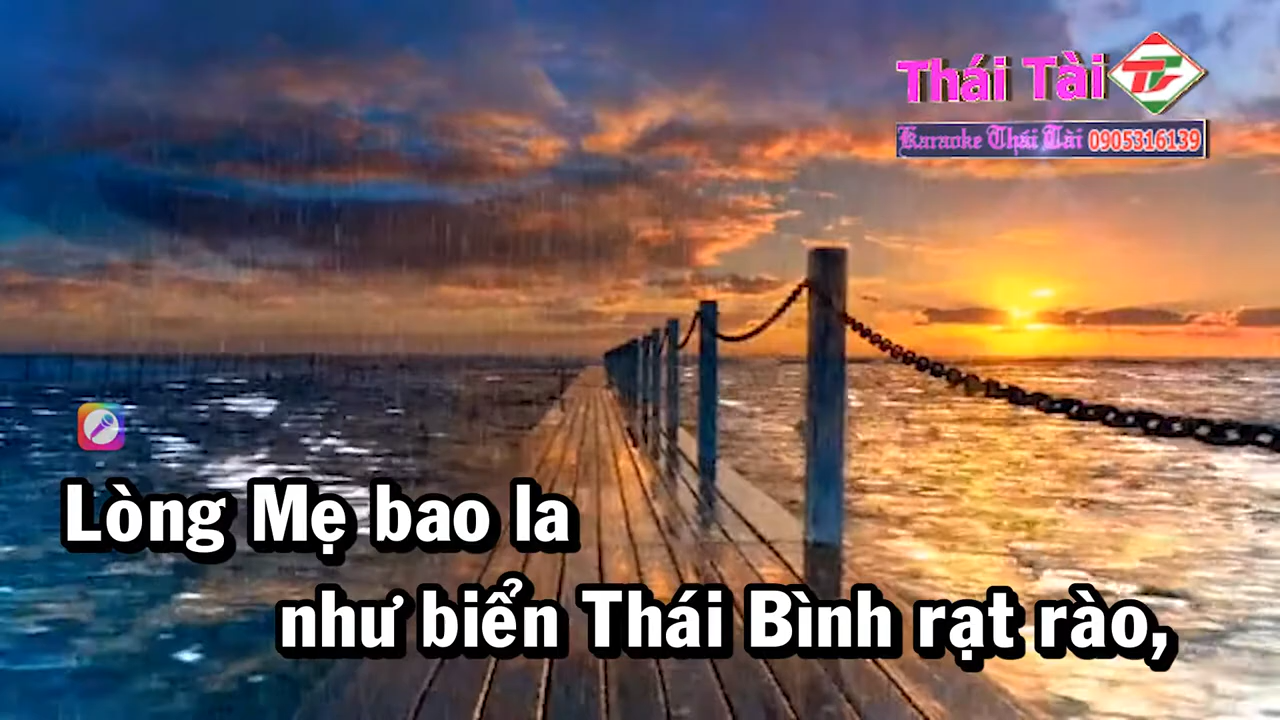 Thái Tài
Karaoke Thái Tài 0905316139
Lòng Mẹ bao la
như biển Thái Bình rạt rào,